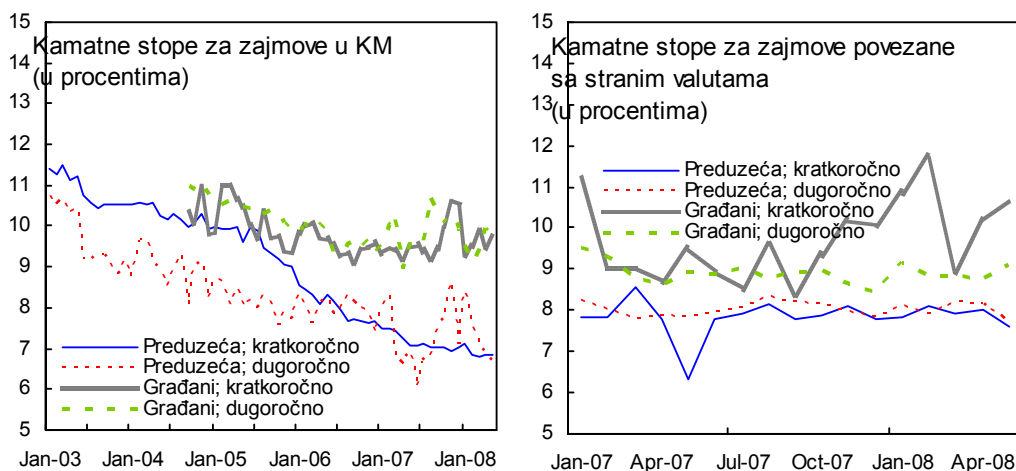 Kamatne stope za zajmove u KM
(u procentima)
15
14
13
12
11
10
9
8
7
6
5
Preduzeća; kratkoročno
Preduzeća; dugoročno
Građani; kratkoročno
Građani; dugoročno
Jan-03 Jan-04 Jan-05 Jan-06 Jan-07 Jan-08
Kamatne stope za zajmove povezane
sa stranim valutama
(u procentima)
15
14
13
12
11
10
9
8
7
6
5
Preduzeća; kratkoročno
Preduzeća; dugoročno
Građani; kratkoročno
Građani; dugoročno
Jan-07 Apr-07 Jul-07 Oct-07 Jan-08 Apr-08